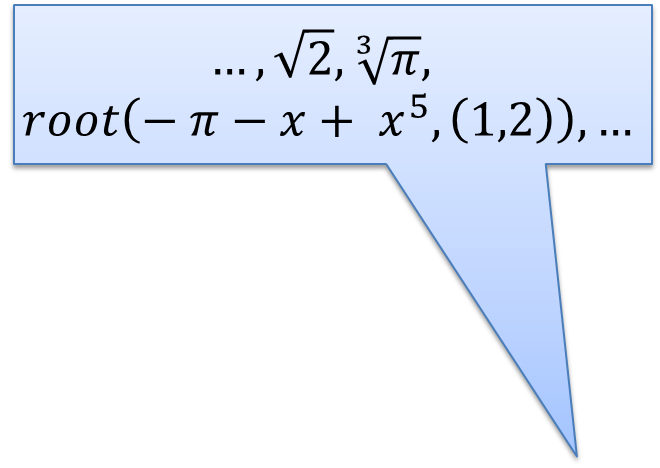 …, √2, ∛π,
root(− π − x + x⁵, (1,2)), …